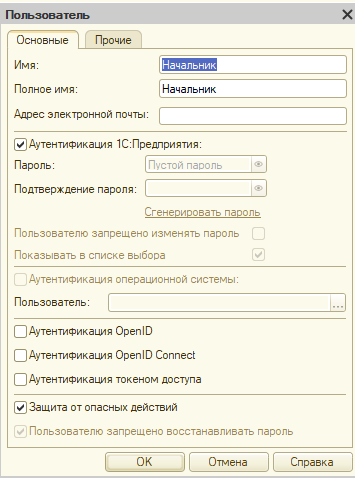 Пользователь
Основные Прочие
Имя: Начальник
Полное имя: Начальник
Адрес электронной почты:
Аутентификация 1С:Предприятия:
Пароль: Пустой пароль
Подтверждение пароля:
Сгенерировать пароль
Пользователю запрещено изменять пароль
Показывать в списке выбора
Аутентификация операционной системы:
Пользователь: ...
Аутентификация OpenID
Аутентификация OpenID Connect
Аутентификация токеном доступа
Защита от опасных действий
Пользователю запрещено восстанавливать пароль
OK Отмена Справка